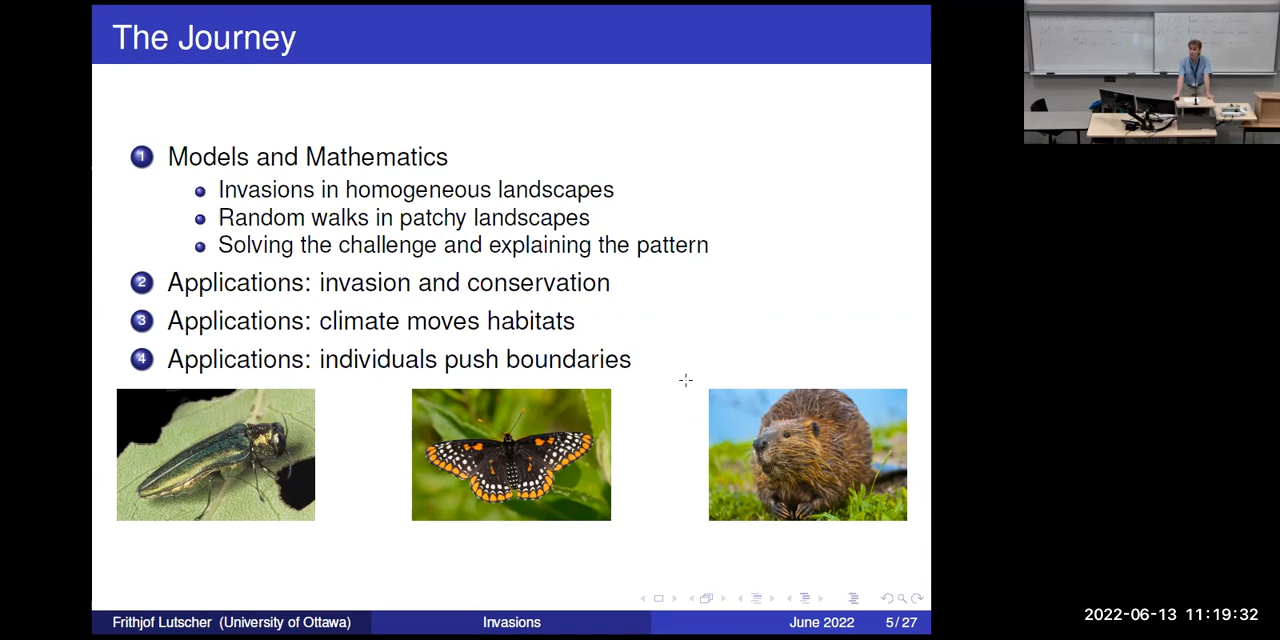 The Journey
1 Models and Mathematics
Invasions in homogeneous landscapes
Random walks in patchy landscapes
Solving the challenge and explaining the pattern
2 Applications: invasion and conservation
3 Applications: climate moves habitats
4 Applications: individuals push boundaries
Frithjof Lutscher (University of Ottawa) Invasions June 2022 5 / 27
2022-06-13 11:19:32